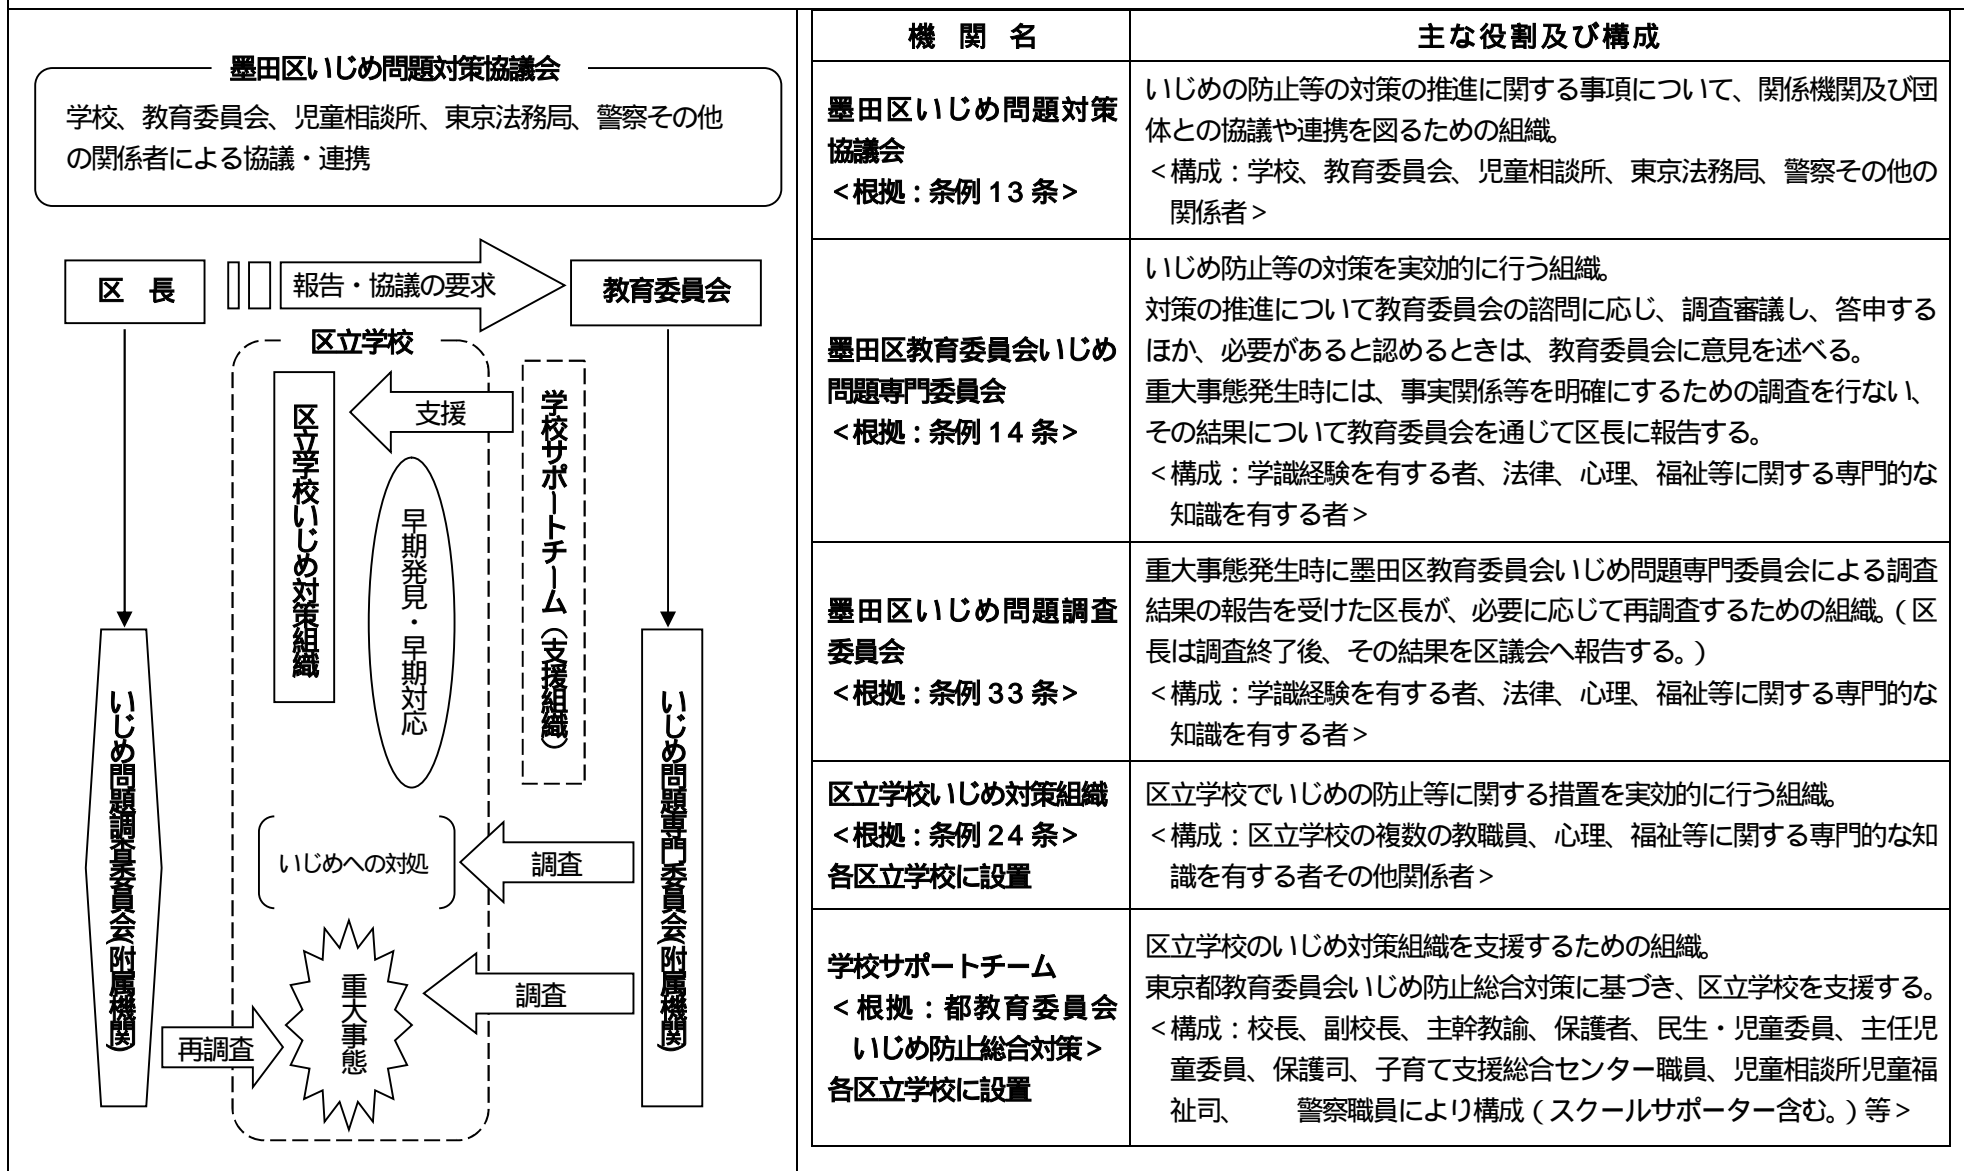 墨田区いじめ問題対策協議会
学校、教育委員会、児童相談所、東京法務局、警察その他
の関係者による協議・連携
区 長
報告・協議の要求
教育委員会
区立学校
支援
区立学校いじめ対策組織
早期発見・早期対応
学校サポートチーム（支援組織）
いじめ問題調査委員会(附属機関)
いじめ問題専門委員会(附属機関)
いじめへの対処
調査
重大事態
調査
再調査
機 関 名
主な役割及び構成
墨田区いじめ問題対策
協議会
<根拠：条例13条>
いじめの防止等の対策の推進に関する事項について、関係機関及び団
体との協議や連携を図るための組織。
<構成：学校、教育委員会、児童相談所、東京法務局、警察その他の
関係者>
墨田区教育委員会いじめ
問題専門委員会
<根拠：条例14条>
いじめ防止等の対策を実効的に行う組織。
対策の推進について教育委員会の諮問に応じ、調査審議し、答申する
ほか、必要があると認めるときは、教育委員会に意見を述べる。
重大事態発生時には、事実関係等を明確にするための調査を行ない、
その結果について教育委員会を通じて区長に報告する。
<構成：学識経験を有する者、法律、心理、福祉等に関する専門的な
知識を有する者>
墨田区いじめ問題調査
委員会
<根拠：条例33条>
重大事態発生時に墨田区教育委員会いじめ問題専門委員会による調査
結果の報告を受けた区長が、必要に応じて再調査するための組織。（区
長は調査終了後、その結果を区議会へ報告する。）
<構成：学識経験を有する者、法律、心理、福祉等に関する専門的な
知識を有する者>
区立学校いじめ対策組織
<根拠：条例24条>
各区立学校に設置
区立学校でいじめの防止等に関する措置を実効的に行う組織。
<構成：区立学校の複数の教職員、心理、福祉等に関する専門的な知
識を有する者その他関係者>
学校サポートチーム
<根拠：都教育委員会
いじめ防止総合対策>
各区立学校に設置
区立学校のいじめ対策組織を支援するための組織。
東京都教育委員会いじめ防止総合対策に基づき、区立学校を支援する。
<構成：校長、副校長、主幹教諭、保護者、民生・児童委員、主任児
童委員、保護司、子育て支援総合センター職員、児童相談所児童福
祉司、　　警察職員により構成（スクールサポーター含む。）等>